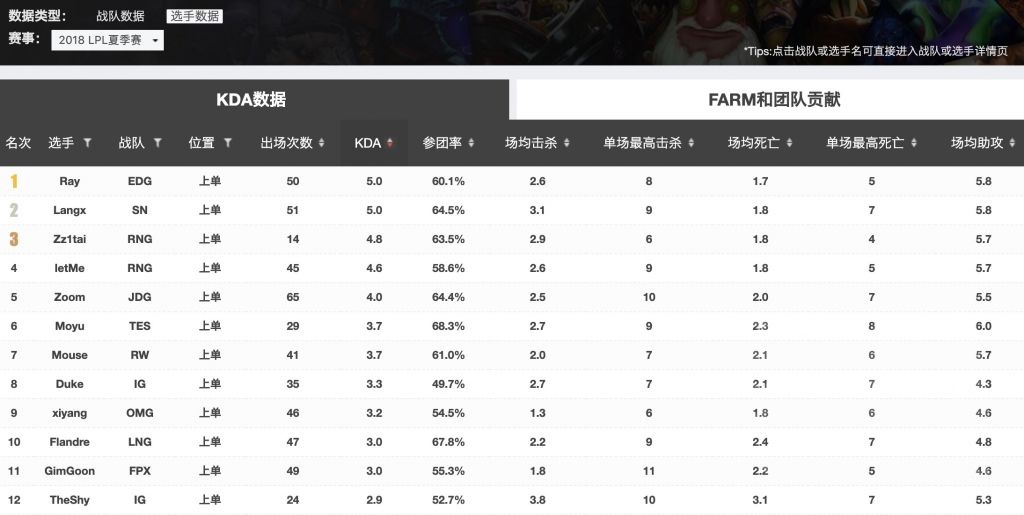 数据类型： 战队数据 选手数据
赛事： 2018 LPL夏季赛
*Tips:点击战队或选手名可直接进入战队或选手详情页
KDA数据 FARM和团队贡献
名次 选手 战队 位置 出场次数 KDA 参团率 场均击杀 单场最高击杀 场均死亡 单场最高死亡 场均助攻
1 Ray EDG 上单 50 5.0 60.1% 2.6 8 1.7 5 5.8
2 Langx SN 上单 51 5.0 64.5% 3.1 9 1.8 7 5.8
3 Zz1tai RNG 上单 14 4.8 63.5% 2.9 6 1.8 4 5.7
4 letMe RNG 上单 45 4.6 58.6% 2.6 9 1.8 5 5.7
5 Zoom JDG 上单 65 4.0 64.4% 2.5 10 2.0 7 5.5
6 Moyu TES 上单 29 3.7 68.3% 2.7 9 2.3 8 6.0
7 Mouse RW 上单 41 3.7 61.0% 2.0 7 2.1 6 5.7
8 Duke IG 上单 35 3.3 49.7% 2.7 7 2.1 7 4.3
9 xiyang OMG 上单 46 3.2 54.5% 1.3 6 1.8 6 4.6
10 Flandre LNG 上单 47 3.0 67.8% 2.2 9 2.4 7 4.8
11 GimGoon FPX 上单 49 3.0 55.3% 1.8 11 2.2 5 4.6
12 TheShy IG 上单 24 2.9 52.7% 3.8 10 3.1 7 5.3